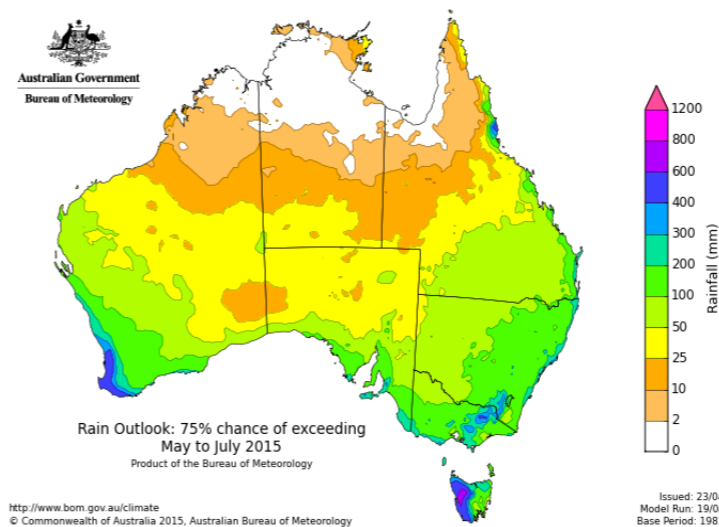 Australian Government
Bureau of Meteorology
1200
800
600
400
300
200
100
50
25
10
2
0
Rainfall (mm)
Rain Outlook: 75% chance of exceeding
May to July 2015
Product of the Bureau of Meteorology
http://www.bom.gov.au/climate
© Commonwealth of Australia 2015, Australian Bureau of Meteorology
Issued: 23/0
Model Run: 19/0
Base Period: 198